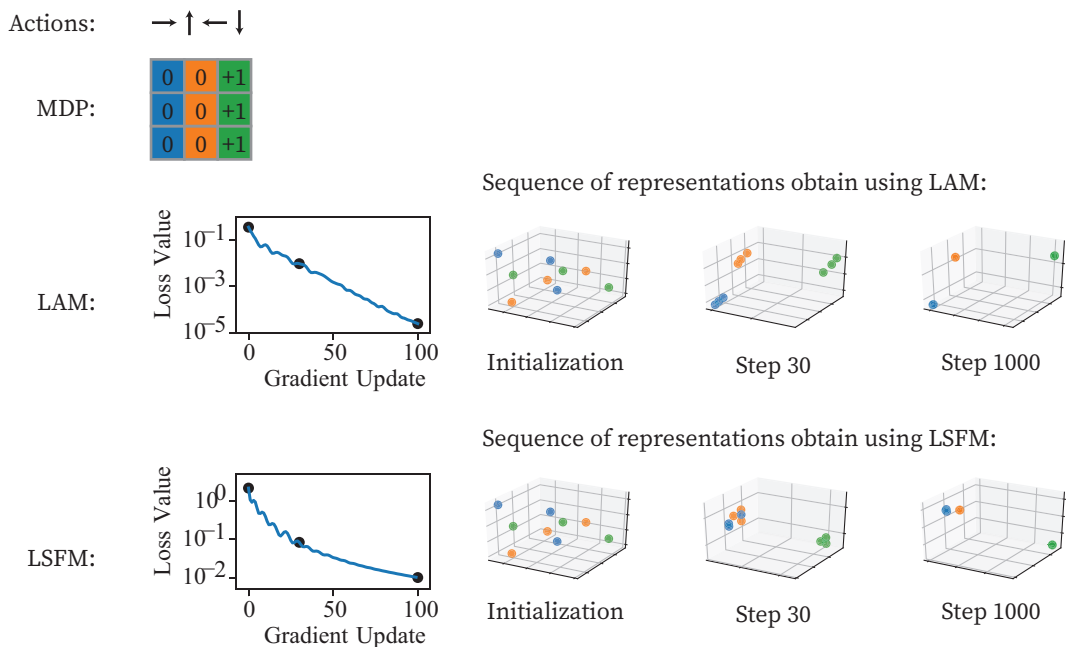 Actions:
MDP:
0 0 +1
0 0 +1
0 0 +1
Sequence of representations obtain using LAM:
LAM:
Loss Value
10⁻¹
10⁻³
10⁻⁵
0 50 100
Gradient Update
Initialization
Step 30
Step 1000
Sequence of representations obtain using LSFM:
LSFM:
Loss Value
10⁰
10⁻¹
10⁻²
0 50 100
Gradient Update
Initialization
Step 30
Step 1000